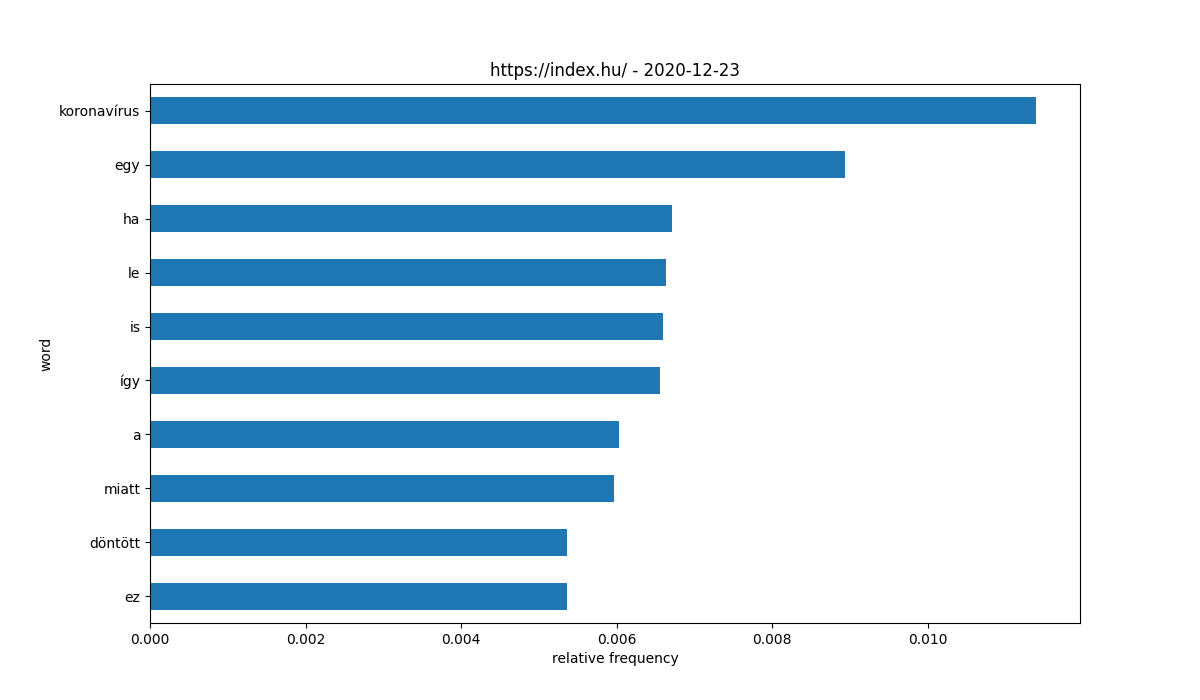 https://index.hu/ - 2020-12-23
koronavírus
egy
ha
le
is
így
a
miatt
döntött
ez
word
0.000 0.002 0.004 0.006 0.008 0.010
relative frequency